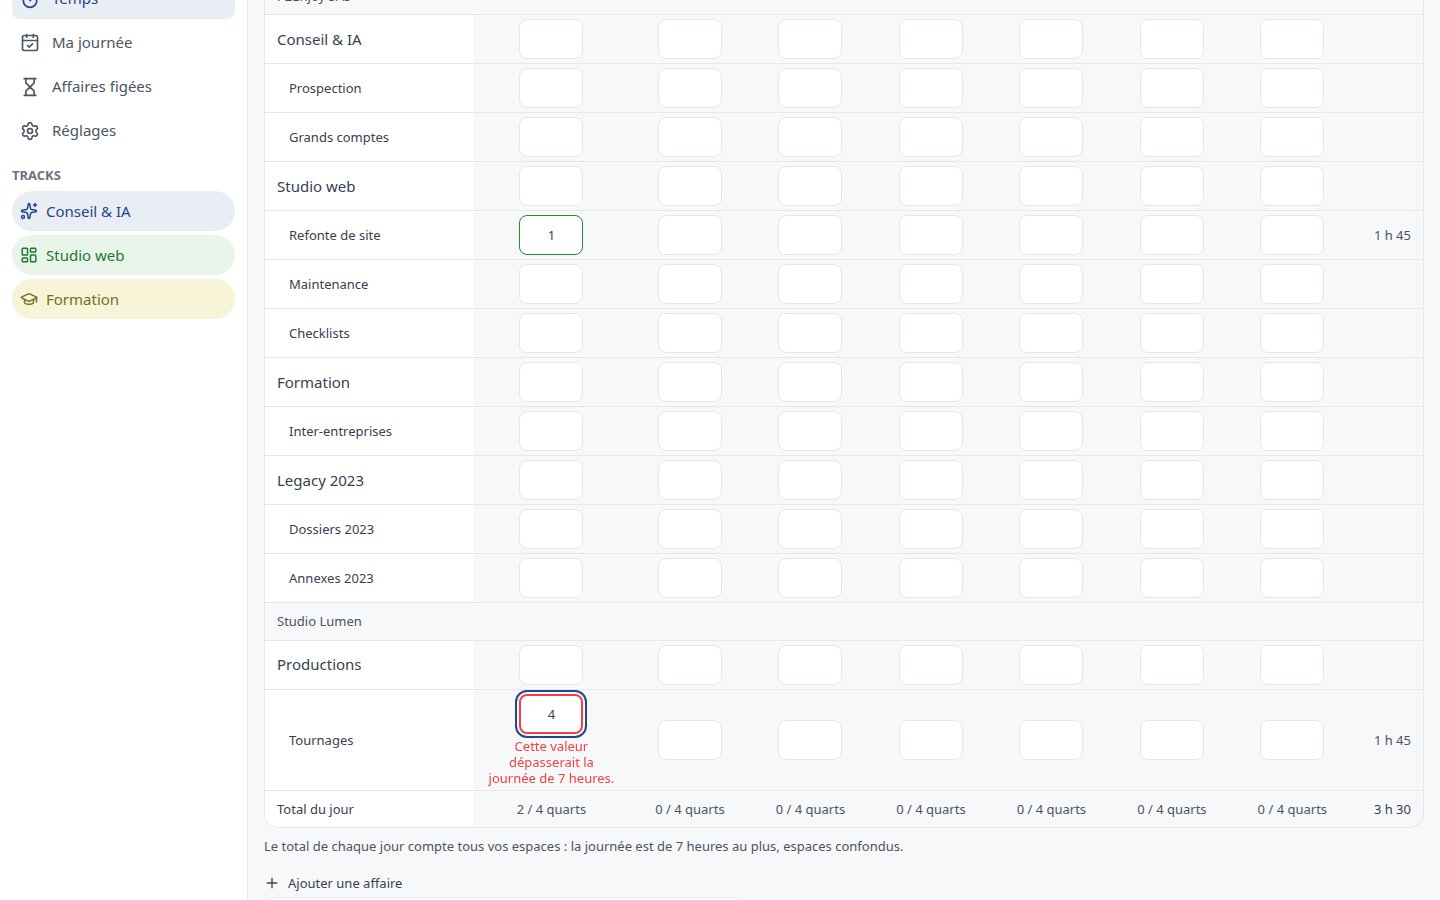 Temps
Ma journée
Affaires figées
Réglages
TRACKS
Conseil & IA
Studio web
Formation
Conseil & IA
Prospection
Grands comptes
Studio web
Refonte de site 1 1 h 45
Maintenance
Checklists
Formation
Inter-entreprises
Legacy 2023
Dossiers 2023
Annexes 2023
Studio Lumen
Productions
Tournages 4 1 h 45
Cette valeur
dépasserait la
journée de 7 heures.
Total du jour 2 / 4 quarts 0 / 4 quarts 0 / 4 quarts 0 / 4 quarts 0 / 4 quarts 0 / 4 quarts 0 / 4 quarts 3 h 30
Le total de chaque jour compte tous vos espaces : la journée est de 7 heures au plus, espaces confondus.
Ajouter une affaire